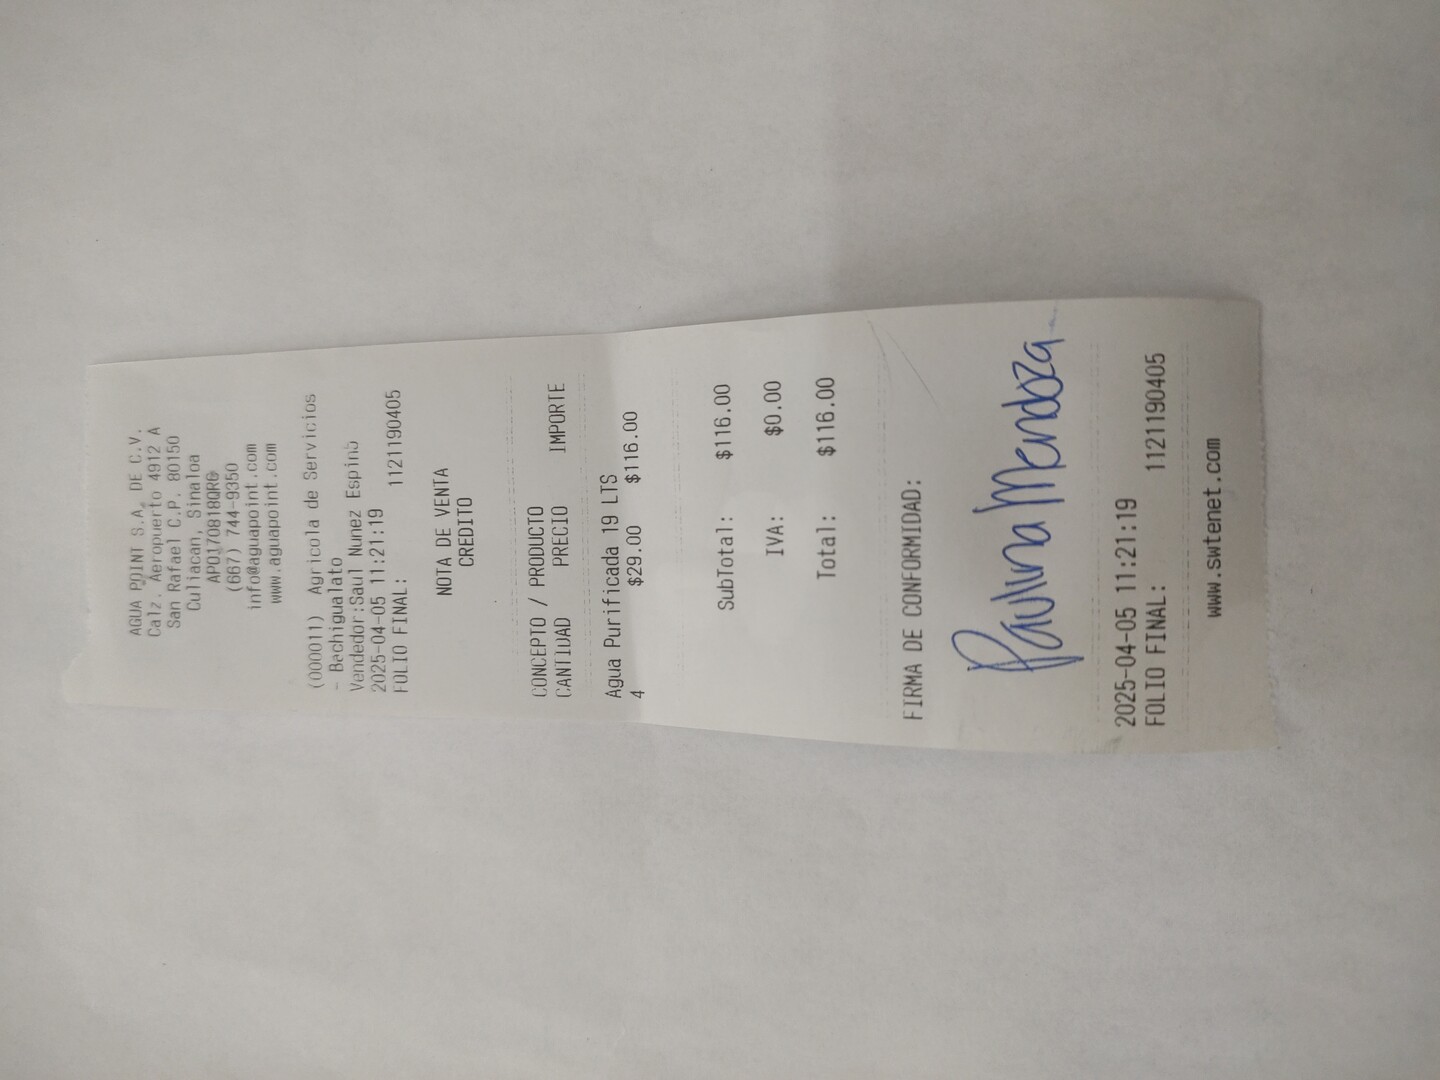 AGUA POINT S.A. DE C.V.
Calz. Aeropuerto 4912 A
San Rafael C.P. 80150
Culiacan, Sinaloa
APO170818QR0
(667) 744-9350
info@aguapoint.com
www.aguapoint.com
(000011) Agricola de Servicios
- Bachigualato
Vendedor:Saul Nunez Espino
2025-04-05 11:21:19
FOLIO FINAL: 1121190405
NOTA DE VENTA
CREDITO
CONCEPTO / PRODUCTO
CANTIDAD PRECIO IMPORTE
Agua Purificada 19 LTS
4 $29.00 $116.00
SubTotal: $116.00
IVA: $0.00
Total: $116.00
FIRMA DE CONFORMIDAD:
Paulina Mendoza
2025-04-05 11:21:19
FOLIO FINAL: 1121190405
www.swtenet.com